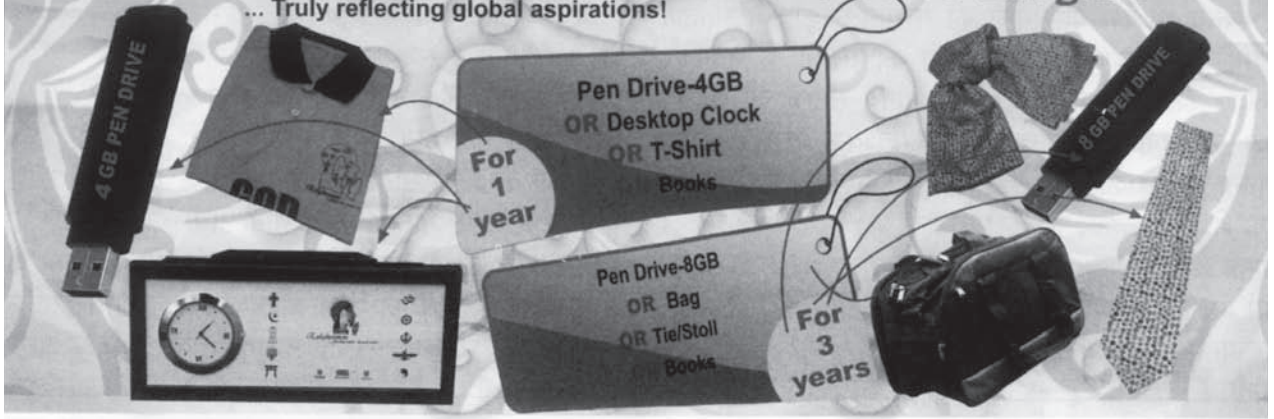 ... Truly reflecting global aspirations!
4 GB PEN DRIVE
Pen Drive-4GB
OR Desktop Clock
OR T-Shirt
Books
For
1
year
8 GB PEN DRIVE
Pen Drive-8GB
OR Bag
OR Tie/Stoll
OR Books
For
3
years